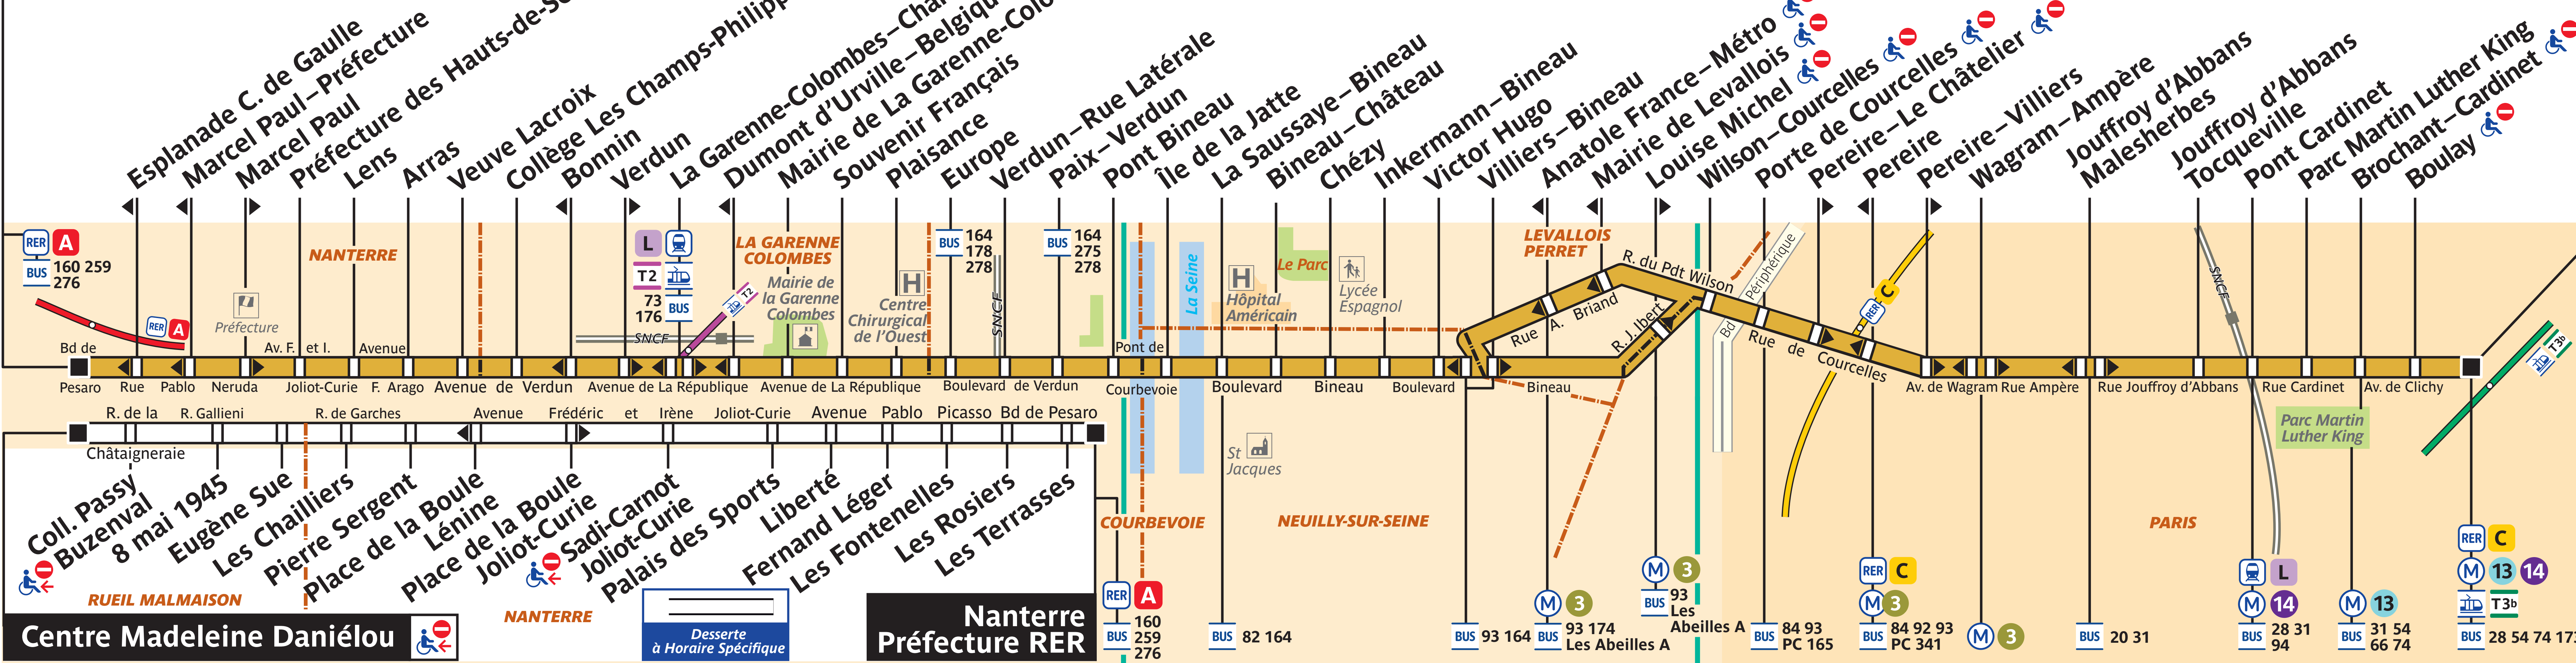 Esplanade C. de Gaulle
Marcel Paul–Préfecture
Marcel Paul
Préfecture des Hauts-de-
Lens
Arras
Veuve Lacroix
Collège Les Champs-Philipp
Bonnin
Verdun
La Garenne-Colombes–Char
Dumont d'Urville–Belgiqu
Mairie de La Garenne-Colo
Souvenir Français
Plaisance
Europe
Verdun–Rue Latérale
Paix–Verdun
Pont Bineau
Île de la Jatte
La Saussaye–Bineau
Bineau–Château
Chézy
Inkermann–Bineau
Victor Hugo
Villiers–Bineau
Anatole France–Métro
Mairie de Levallois
Louise Michel
Wilson–Courcelles
Porte de Courcelles
Pereire–Le Châtelier
Pereire
Pereire–Villiers
Wagram–Ampère
Jouffroy d'Abbans
Malesherbes
Jouffroy d'Abbans
Tocqueville
Pont Cardinet
Parc Martin Luther King
Brochant–Cardinet
Boulay
RER A
BUS 160 259
276
RER A
NANTERRE
Préfecture
L
T2
73
176
BUS
SNCF
T2
LA GARENNE
COLOMBES
Mairie de
la Garenne
Colombes
H
Centre
Chirurgical
de l'Ouest
BUS 164
178
278
SNCF
BUS 164
275
278
La Seine
H
Hôpital
Américain
Le Parc
Lycée
Espagnol
LEVALLOIS
PERRET
R. du Pdt Wilson
Périphérique
Bd
RER C
SNCF
T3b
Rue A. Briand
R. J. Ibert
Rue de Courcelles
Bd de
Pesaro
Rue Pablo Neruda
Av. F. et I.
Joliot-Curie
Avenue
F. Arago
Avenue de Verdun
Avenue de La République
Avenue de La République
Boulevard de Verdun
Pont de
Courbevoie
Boulevard Bineau
Boulevard Bineau
Av. de Wagram
Rue Ampère
Rue Jouffroy d'Abbans
Rue Cardinet
Av. de Clichy
Parc Martin
Luther King
St
Jacques
R. de la
Châtaigneraie
R. Gallieni
R. de Garches
Avenue Frédéric et Irène Joliot-Curie
Avenue Pablo Picasso
Bd de Pesaro
Coll. Passy
Buzenval
8 mai 1945
Eugène Sue
Les Chailliers
Pierre Sergent
Place de la Boule
Lénine
Place de la Boule
Joliot-Curie
Sadi-Carnot
Joliot-Curie
Palais des Sports
Liberté
Fernand Léger
Les Fontenelles
Les Rosiers
Les Terrasses
RUEIL MALMAISON
NANTERRE
COURBEVOIE
NEUILLY-SUR-SEINE
PARIS
Centre Madeleine Daniélou
Desserte
à Horaire Spécifique
Nanterre
Préfecture RER
RER A
BUS 160
259
276
BUS 82 164
BUS 93 164
M 3
BUS 93 174
Les Abeilles A
M 3
BUS 93
Les
Abeilles A
BUS 84 93
PC 165
RER C
M 3
BUS 84 92 93
PC 341
M 3
BUS 20 31
L
M 14
BUS 28 31
94
M 13
BUS 31 54
66 74
RER C
M 13 14
T3b
BUS 28 54 74 173